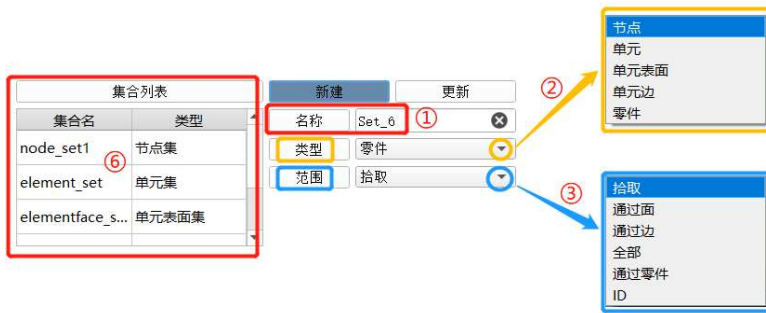 集合列表
集合名 类型
node_set1 节点集
element_set 单元集
elementface_s... 单元表面集
⑥
新建 更新
名称 Set_6 ①
类型 零件
范围 拾取
②
节点
单元
单元表面
单元边
零件
③
拾取
通过面
通过边
全部
通过零件
ID